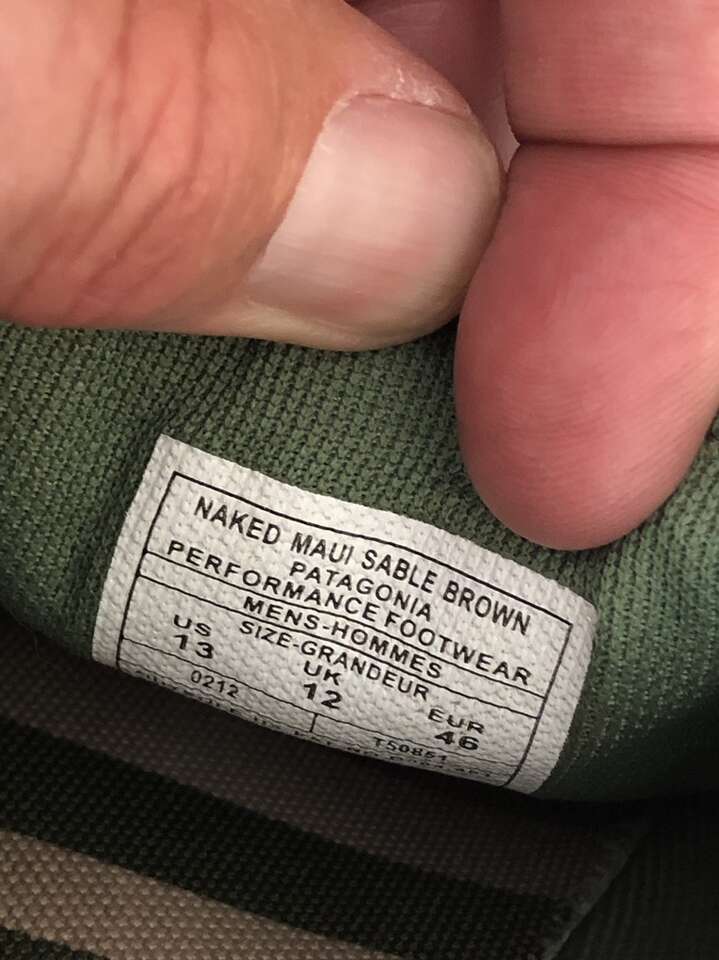 NAKED MAUI SABLE BROWN
PATAGONIA
PERFORMANCE FOOTWEAR
MENS-HOMMES
SIZE-GRANDEUR
US UK EUR
13 12 46
0212 T50851